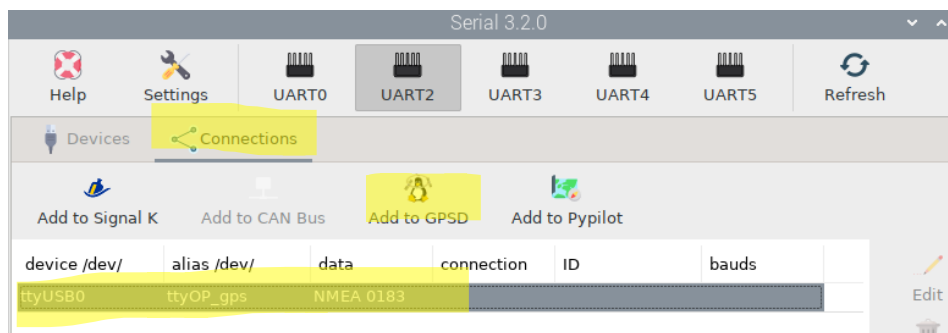 Serial 3.2.0
Help Settings UART0 UART2 UART3 UART4 UART5 Refresh
Devices Connections
Add to Signal K Add to CAN Bus Add to GPSD Add to Pypilot
device /dev/ alias /dev/ data connection ID bauds
ttyUSB0 ttyOP_gps NMEA 0183
Edit